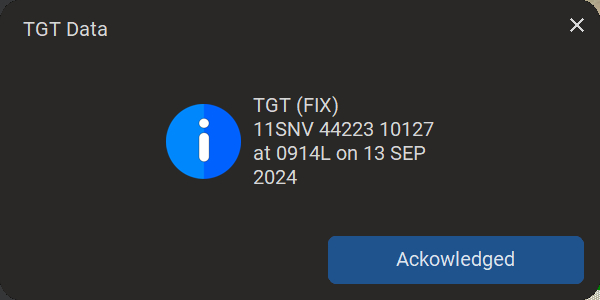 TGT Data
TGT (FIX)
11SNV 44223 10127
at 0914L on 13 SEP
2024
Ackowledged